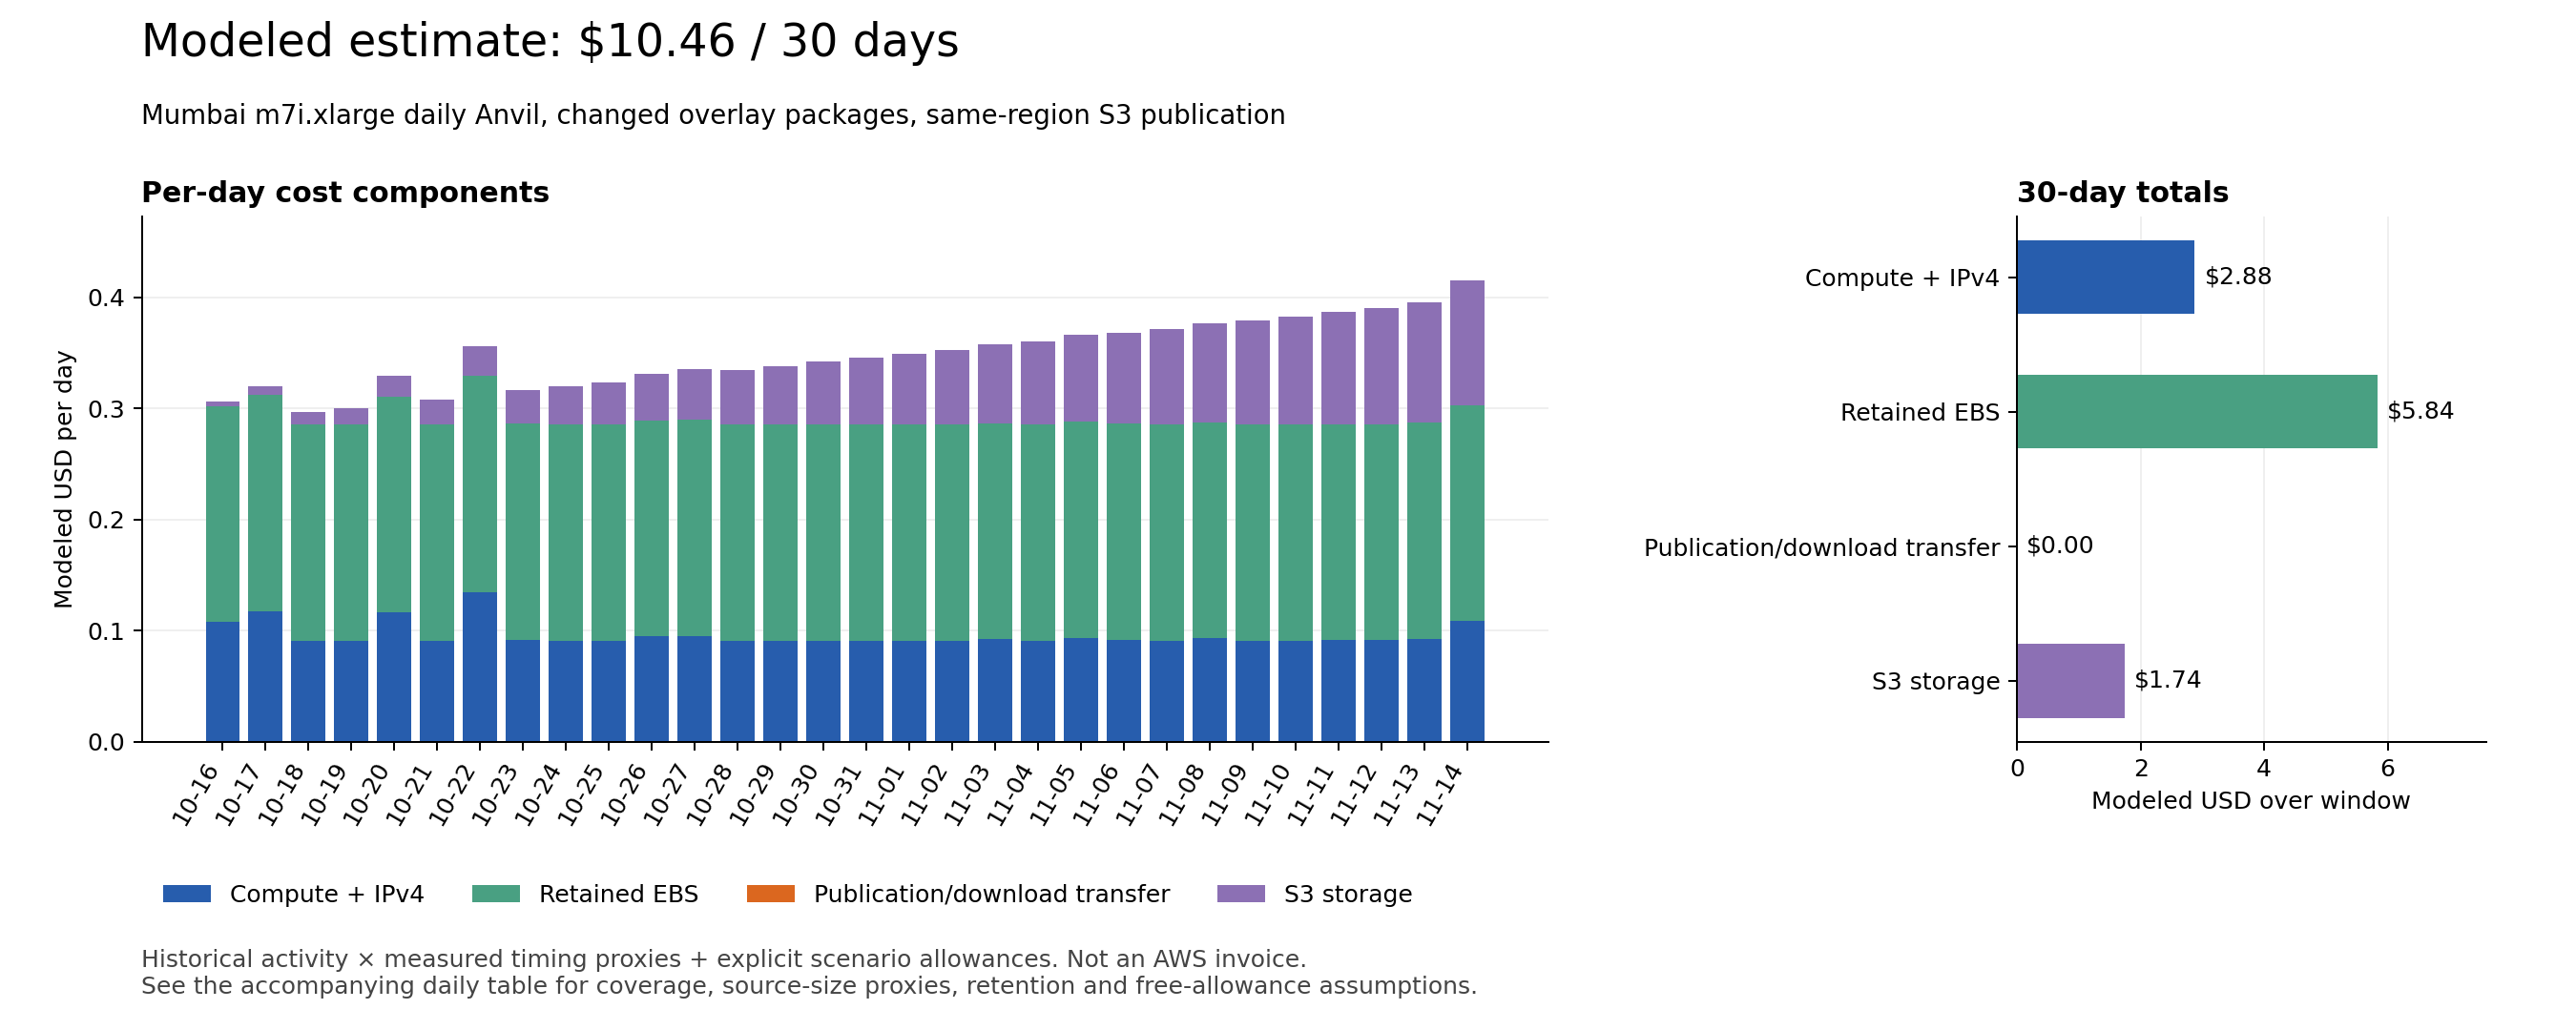 Modeled estimate: $10.46 / 30 days
Mumbai m7i.xlarge daily Anvil, changed overlay packages, same-region S3 publication
Per-day cost components
Modeled USD per day
0.4
0.3
0.2
0.1
0.0
10-16
10-17
10-18
10-19
10-20
10-21
10-22
10-23
10-24
10-25
10-26
10-27
10-28
10-29
10-30
10-31
11-01
11-02
11-03
11-04
11-05
11-06
11-07
11-08
11-09
11-10
11-11
11-12
11-13
11-14
Compute + IPv4
Retained EBS
Publication/download transfer
S3 storage
30-day totals
Compute + IPv4
$2.88
Retained EBS
$5.84
Publication/download transfer
$0.00
S3 storage
$1.74
0
2
4
6
Modeled USD over window
Historical activity × measured timing proxies + explicit scenario allowances. Not an AWS invoice.
See the accompanying daily table for coverage, source-size proxies, retention and free-allowance assumptions.